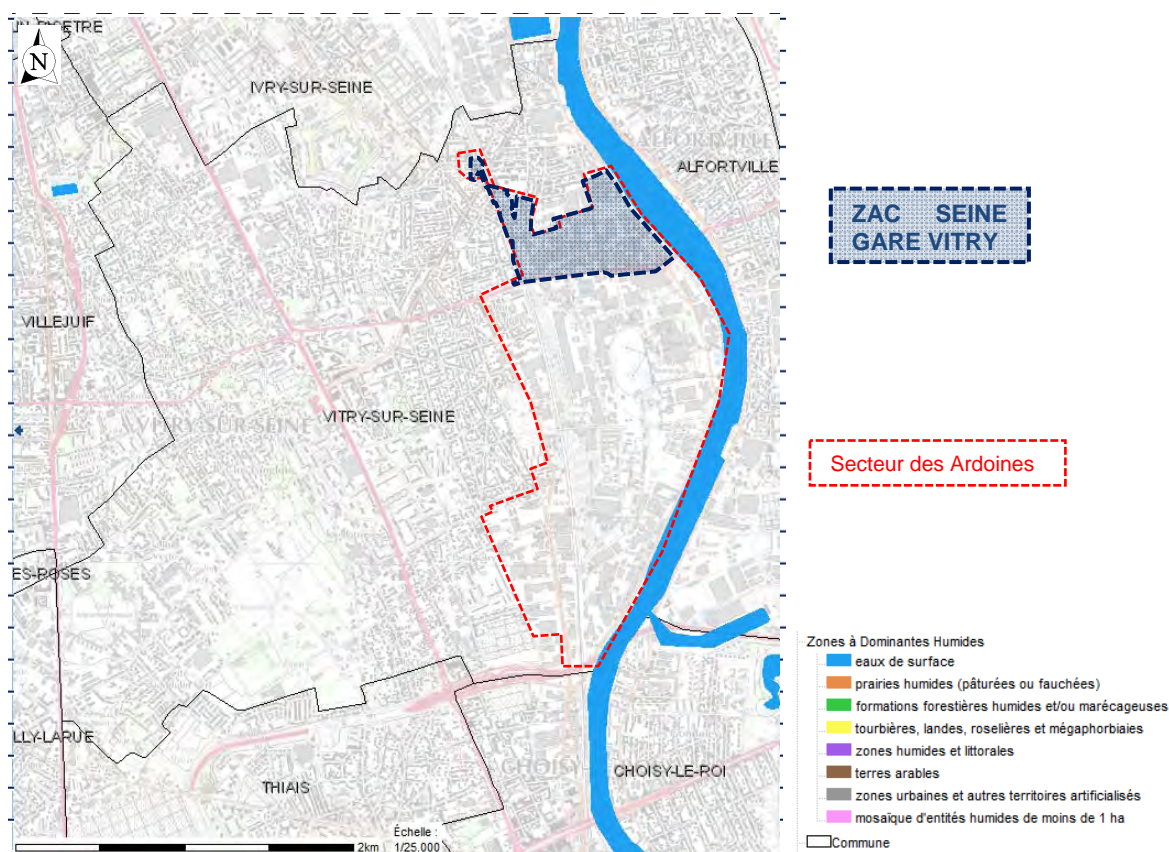 N
IVRY-SUR-SEINE
ALFORTVILLE
VILLEJUIF
VITRY-SUR-SEINE
VITRY-SUR-SEINE
ES-ROSES
LLY-LARUE
THIAIS
CHOISY-LE-ROI
Échelle :
1/25.000
2km
ZAC SEINE
GARE VITRY
Secteur des Ardoines
Zones à Dominantes Humides
eaux de surface
prairies humides (pâturées ou fauchées)
formations forestières humides et/ou marécageuses
tourbières, landes, roselières et mégaphorbiaies
zones humides et littorales
terres arables
zones urbaines et autres territoires artificialisés
mosaïque d'entités humides de moins de 1 ha
Commune